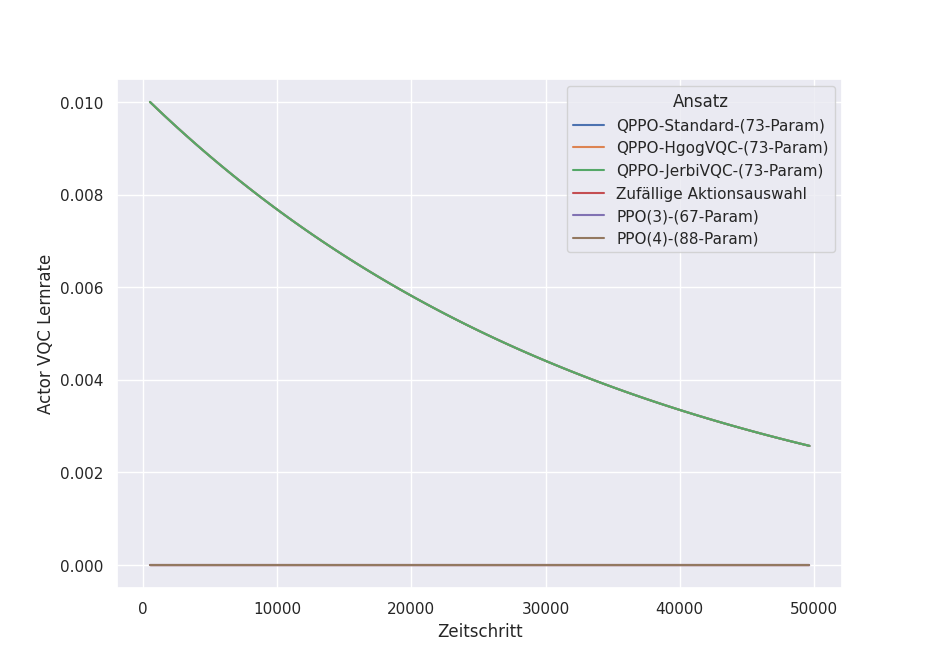 Ansatz
QPPO-Standard-(73-Param)
QPPO-HgogVQC-(73-Param)
QPPO-JerbiVQC-(73-Param)
Zufällige Aktionsauswahl
PPO(3)-(67-Param)
PPO(4)-(88-Param)
Actor VQC Lernrate
0.010
0.008
0.006
0.004
0.002
0.000
0 10000 20000 30000 40000 50000
Zeitschritt